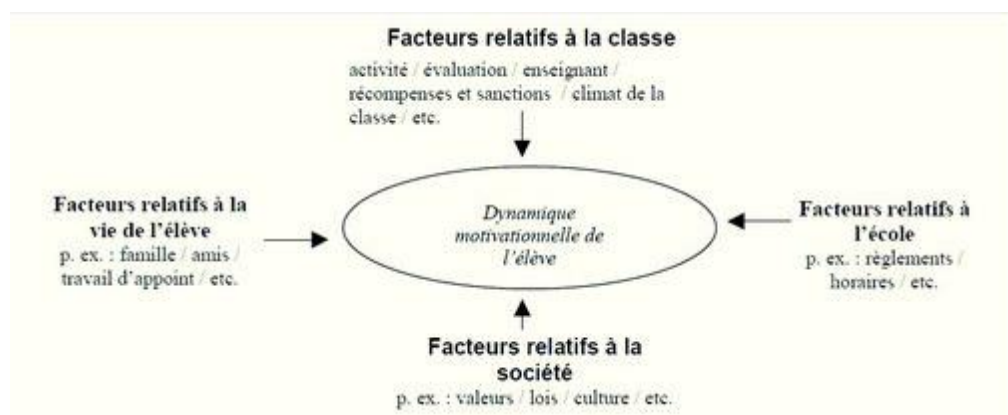 Facteurs relatifs à la classe
activité / évaluation / enseignant /
récompenses et sanctions / climat de la
classe / etc.
Facteurs relatifs à la
vie de l'élève
p. ex. : famille / amis /
travail d'appoint / etc.
Dynamique
motivationnelle de
l'élève
Facteurs relatifs à
l'école
p. ex. : règlements /
horaires / etc.
Facteurs relatifs à la
société
p. ex. : valeurs / lois / culture / etc.